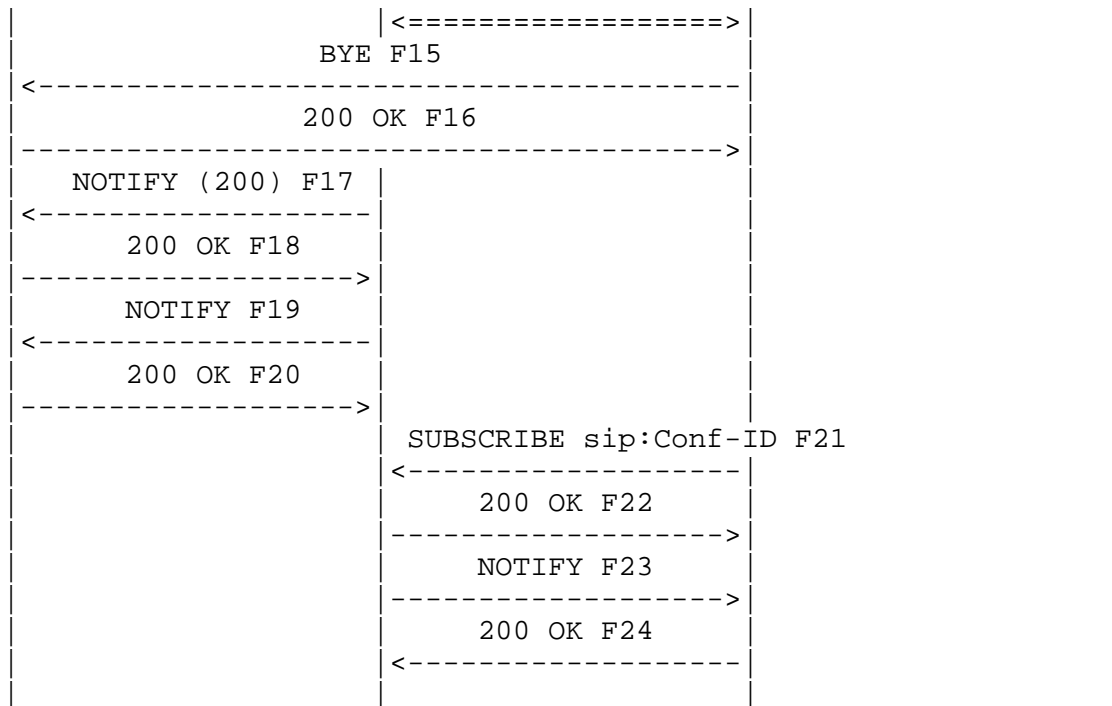 |                    |<==================>|
|                 BYE F15                 |
|<----------------------------------------|
|                200 OK F16               |
|---------------------------------------->|
|   NOTIFY (200) F17 |                    |
|<-------------------|                    |
|      200 OK F18    |                    |
|------------------->|                    |
|      NOTIFY F19    |                    |
|<-------------------|                    |
|      200 OK F20    |                    |
|------------------->|                    |
|                    | SUBSCRIBE sip:Conf-ID F21
|                    |<-------------------|
|                    |     200 OK F22     |
|                    |------------------->|
|                    |     NOTIFY F23     |
|                    |------------------->|
|                    |     200 OK F24     |
|                    |<-------------------|
|                    |                    |